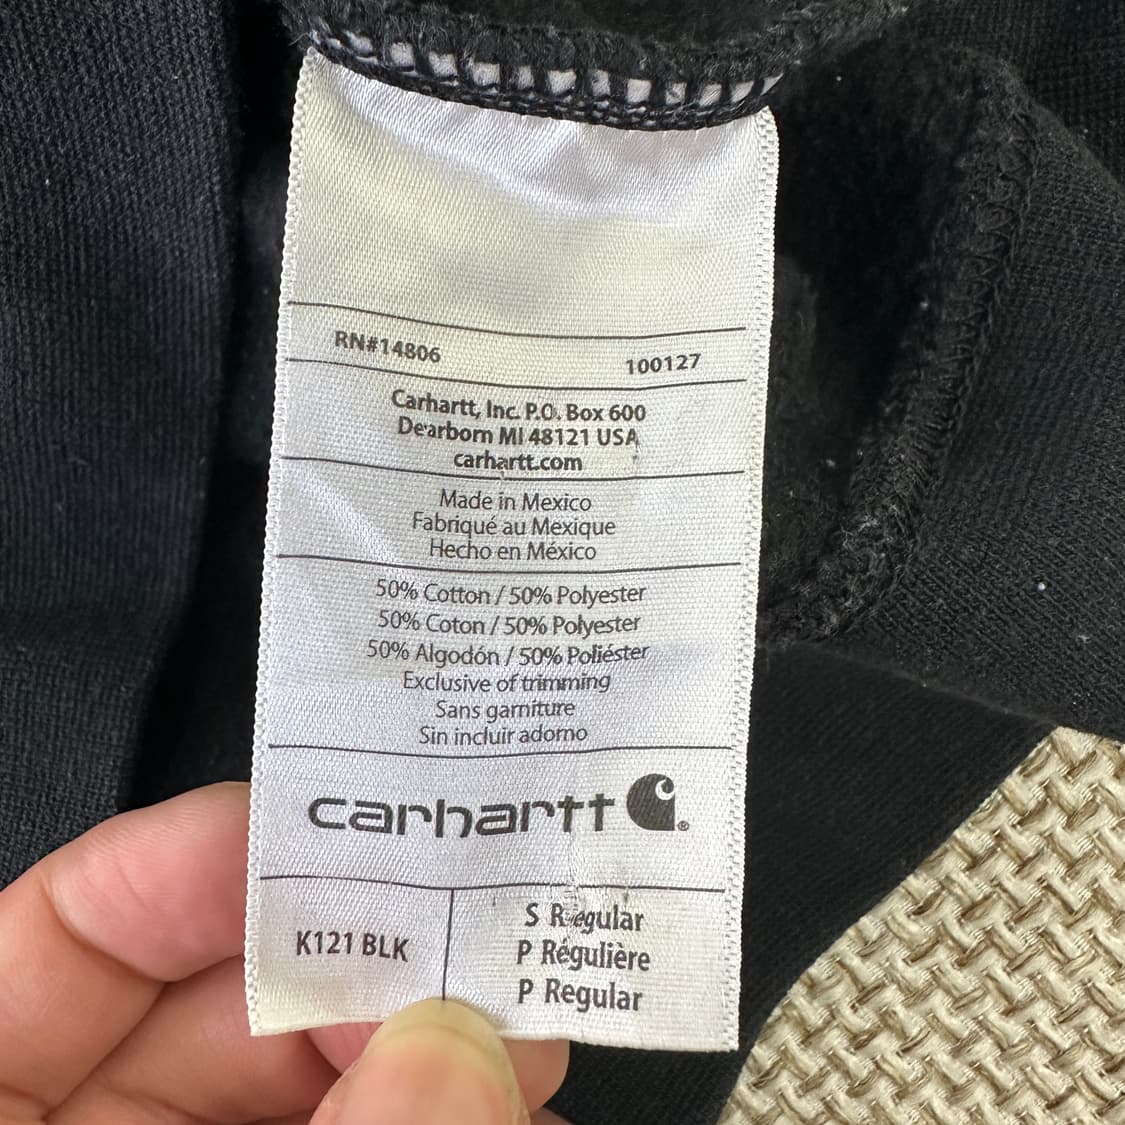 RN#14806 100127
Carhartt, Inc. P.O. Box 600
Dearborn MI 48121 USA
carhartt.com
Made in Mexico
Fabriqué au Mexique
Hecho en México
50% Cotton / 50% Polyester
50% Coton / 50% Polyester
50% Algodón / 50% Poliéster
Exclusive of trimming
Sans garniture
Sin incluir adorno
carhartt ®
K121 BLK
S Regular
P Régulière
P Regular